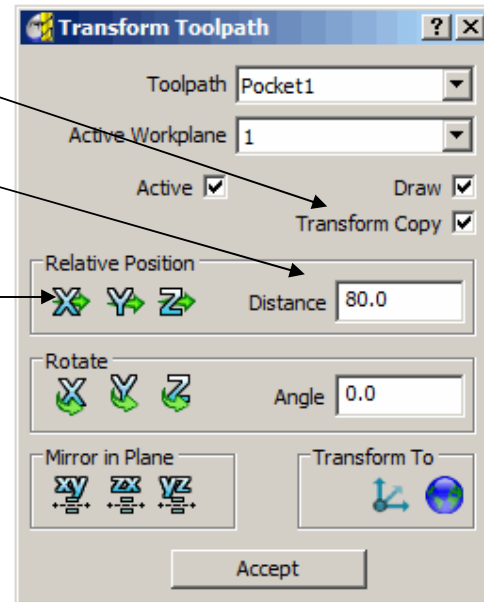 Transform Toolpath
Toolpath Pocket1
Active Workplane 1
Active Draw
Transform Copy
Relative Position
X Y Z Distance 80.0
Rotate
X Y Z Angle 0.0
Mirror in Plane Transform To
xy zx yz
Accept